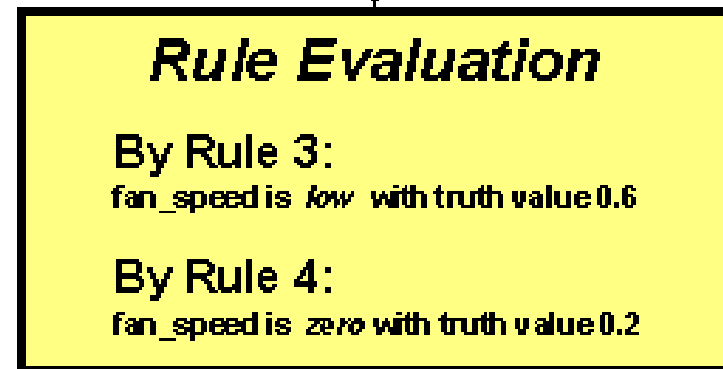 Rule Evaluation
By Rule 3:
fan_speed is low with truth value 0.6
By Rule 4:
fan_speed is zero with truth value 0.2